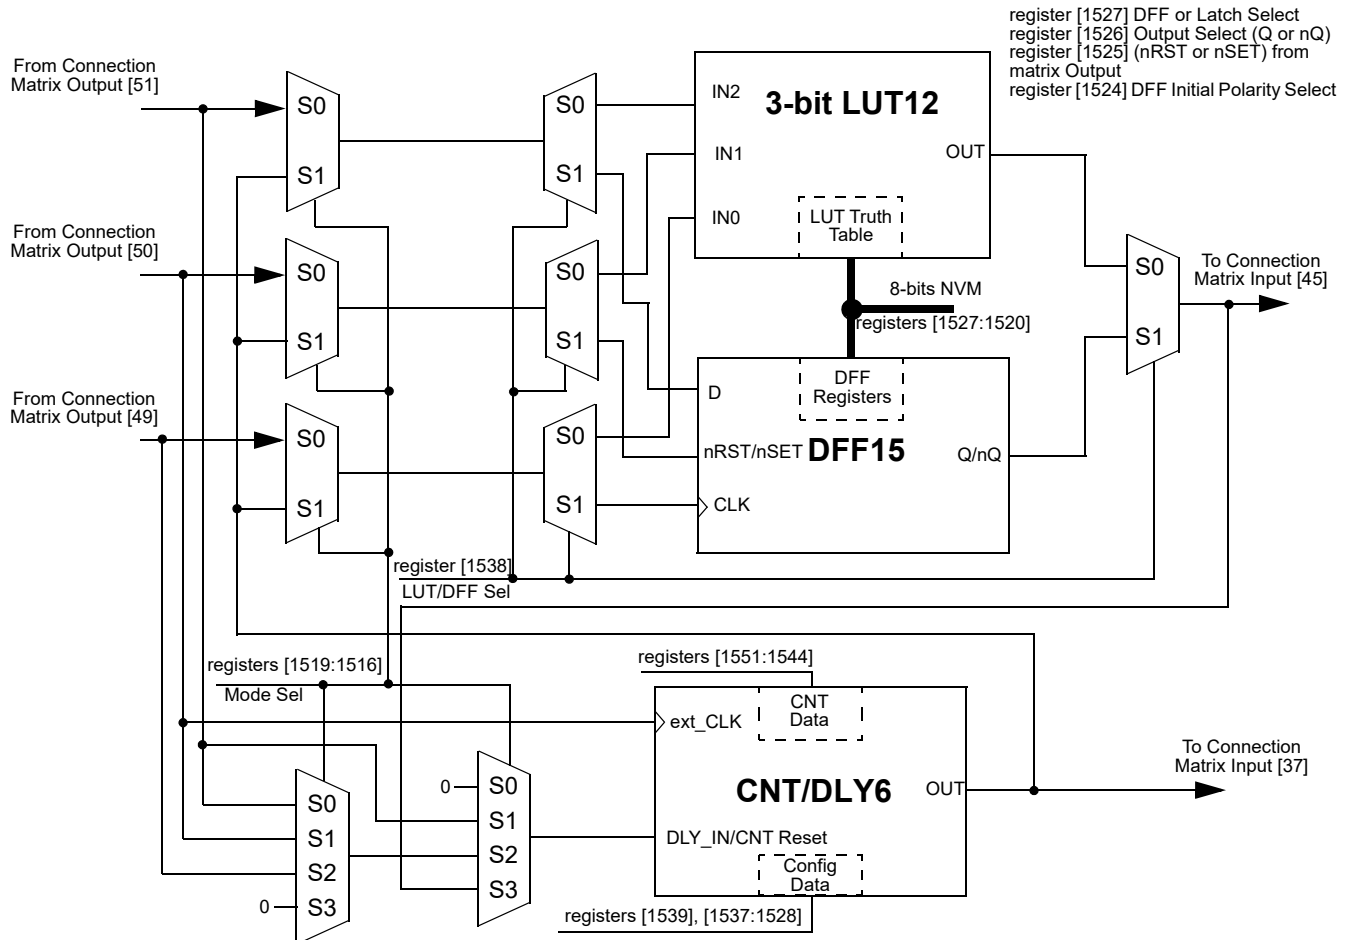 register [1527] DFF or Latch Select
register [1526] Output Select (Q or nQ)
register [1525] (nRST or nSET) from
matrix Output
register [1524] DFF Initial Polarity Select
From Connection
Matrix Output [51]
S0
S1
S0
S1
IN2
3-bit LUT12
IN1
OUT
IN0
LUT Truth
Table
From Connection
Matrix Output [50]
S0
S1
S0
S1
8-bits NVM
registers [1527:1520]
S0
S1
To Connection
Matrix Input [45]
From Connection
Matrix Output [49]
S0
S1
S0
S1
D
DFF
Registers
nRST/nSET
DFF15
Q/nQ
CLK
register [1538]
LUT/DFF Sel
registers [1519:1516]
Mode Sel
registers [1551:1544]
CNT
Data
ext_CLK
CNT/DLY6
OUT
To Connection
Matrix Input [37]
DLY_IN/CNT Reset
Config
Data
0
S0
S1
S2
S3
S0
S1
S2
0
S3
registers [1539], [1537:1528]